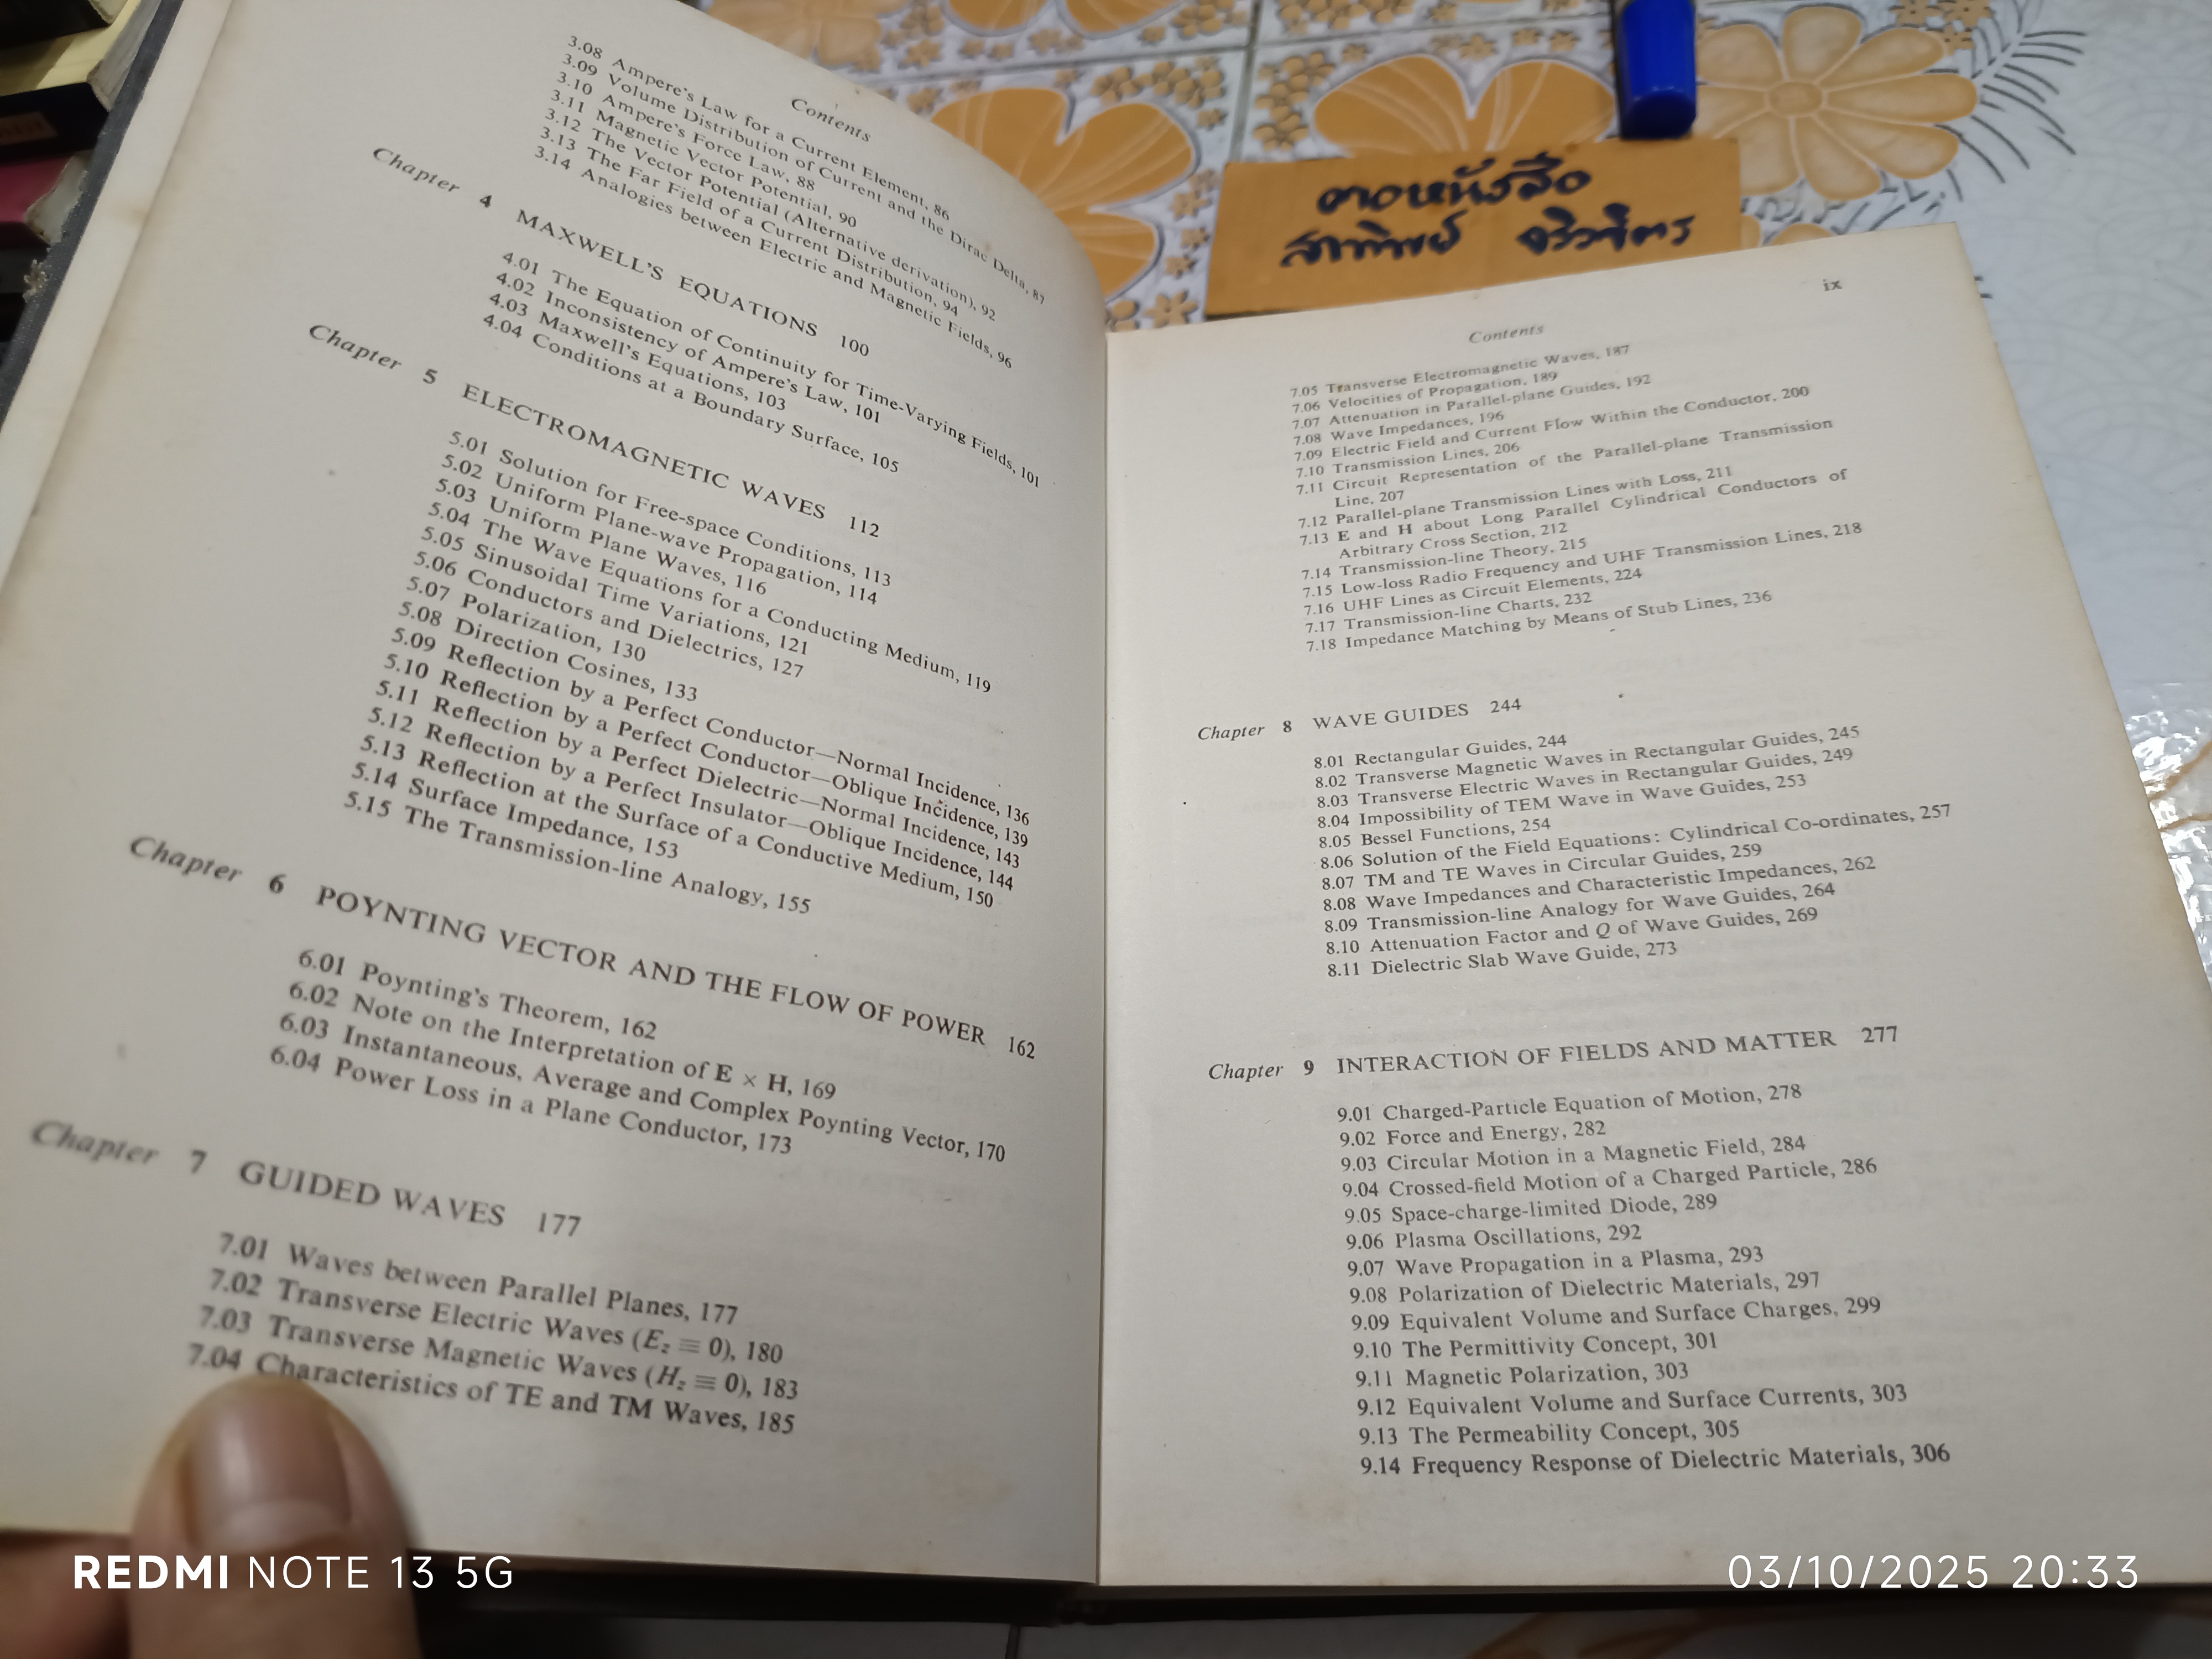 Contents
3.08 Ampere's Law for a Current Element, 86
3.09 Volume Distribution of Current and the Dirac Delta, 87
3.10 Ampere's Force Law, 88
3.11 Magnetic Vector Potential, 90
3.12 The Vector Potential (Alternative derivation), 92
3.13 The Far Field of a Current Distribution, 94
3.14 Analogies between Electric and Magnetic Fields, 96
Chapter 4 MAXWELL'S EQUATIONS 100
4.01 The Equation of Continuity for Time-Varying Fields, 101
4.02 Inconsistency of Ampere's Law, 101
4.03 Maxwell's Equations, 103
4.04 Conditions at a Boundary Surface, 105
Chapter 5 ELECTROMAGNETIC WAVES 112
5.01 Solution for Free-space Conditions, 113
5.02 Uniform Plane-wave Propagation, 114
5.03 Uniform Plane Waves, 116
5.04 The Wave Equations for a Conducting Medium, 119
5.05 Sinusoidal Time Variations, 121
5.06 Conductors and Dielectrics, 127
5.07 Polarization, 130
5.08 Direction Cosines, 133
5.09 Reflection by a Perfect Conductor—Normal Incidence, 136
5.10 Reflection by a Perfect Conductor—Oblique Incidence, 139
5.11 Reflection by a Perfect Dielectric—Normal Incidence, 143
5.12 Reflection by a Perfect Insulator—Oblique Incidence, 144
5.13 Reflection at the Surface of a Conductive Medium, 150
5.14 Surface Impedance, 153
5.15 The Transmission-line Analogy, 155
Chapter 6 POYNTING VECTOR AND THE FLOW OF POWER 162
6.01 Poynting's Theorem, 162
6.02 Note on the Interpretation of E × H, 169
6.03 Instantaneous, Average and Complex Poynting Vector, 170
6.04 Power Loss in a Plane Conductor, 173
Chapter 7 GUIDED WAVES 177
7.01 Waves between Parallel Planes, 177
7.02 Transverse Electric Waves (E_z ≡ 0), 180
7.03 Transverse Magnetic Waves (H_z ≡ 0), 183
7.04 Characteristics of TE and TM Waves, 185
ตาอหนังสือ
สาทิพย์ จริวจิตร
ix
Contents
7.05 Transverse Electromagnetic Waves, 187
7.06 Velocities of Propagation, 189
7.07 Attenuation in Parallel-plane Guides, 192
7.08 Wave Impedances, 196
7.09 Electric Field and Current Flow Within the Conductor, 200
7.10 Transmission Lines, 206
7.11 Circuit Representation of the Parallel-plane Transmission
Line, 207
7.12 Parallel-plane Transmission Lines with Loss, 211
7.13 E and H about Long Parallel Cylindrical Conductors of
Arbitrary Cross Section, 212
7.14 Transmission-line Theory, 215
7.15 Low-loss Radio Frequency and UHF Transmission Lines, 218
7.16 UHF Lines as Circuit Elements, 224
7.17 Transmission-line Charts, 232
7.18 Impedance Matching by Means of Stub Lines, 236
Chapter 8 WAVE GUIDES 244
8.01 Rectangular Guides, 244
8.02 Transverse Magnetic Waves in Rectangular Guides, 245
8.03 Transverse Electric Waves in Rectangular Guides, 249
8.04 Impossibility of TEM Wave in Wave Guides, 253
8.05 Bessel Functions, 254
8.06 Solution of the Field Equations: Cylindrical Co-ordinates, 257
8.07 TM and TE Waves in Circular Guides, 259
8.08 Wave Impedances and Characteristic Impedances, 262
8.09 Transmission-line Analogy for Wave Guides, 264
8.10 Attenuation Factor and Q of Wave Guides, 269
8.11 Dielectric Slab Wave Guide, 273
Chapter 9 INTERACTION OF FIELDS AND MATTER 277
9.01 Charged-Particle Equation of Motion, 278
9.02 Force and Energy, 282
9.03 Circular Motion in a Magnetic Field, 284
9.04 Crossed-field Motion of a Charged Particle, 286
9.05 Space-charge-limited Diode, 289
9.06 Plasma Oscillations, 292
9.07 Wave Propagation in a Plasma, 293
9.08 Polarization of Dielectric Materials, 297
9.09 Equivalent Volume and Surface Charges, 299
9.10 The Permittivity Concept, 301
9.11 Magnetic Polarization, 303
9.12 Equivalent Volume and Surface Currents, 303
9.13 The Permeability Concept, 305
9.14 Frequency Response of Dielectric Materials, 306
REDMI NOTE 13 5G
03/10/2025 20:33